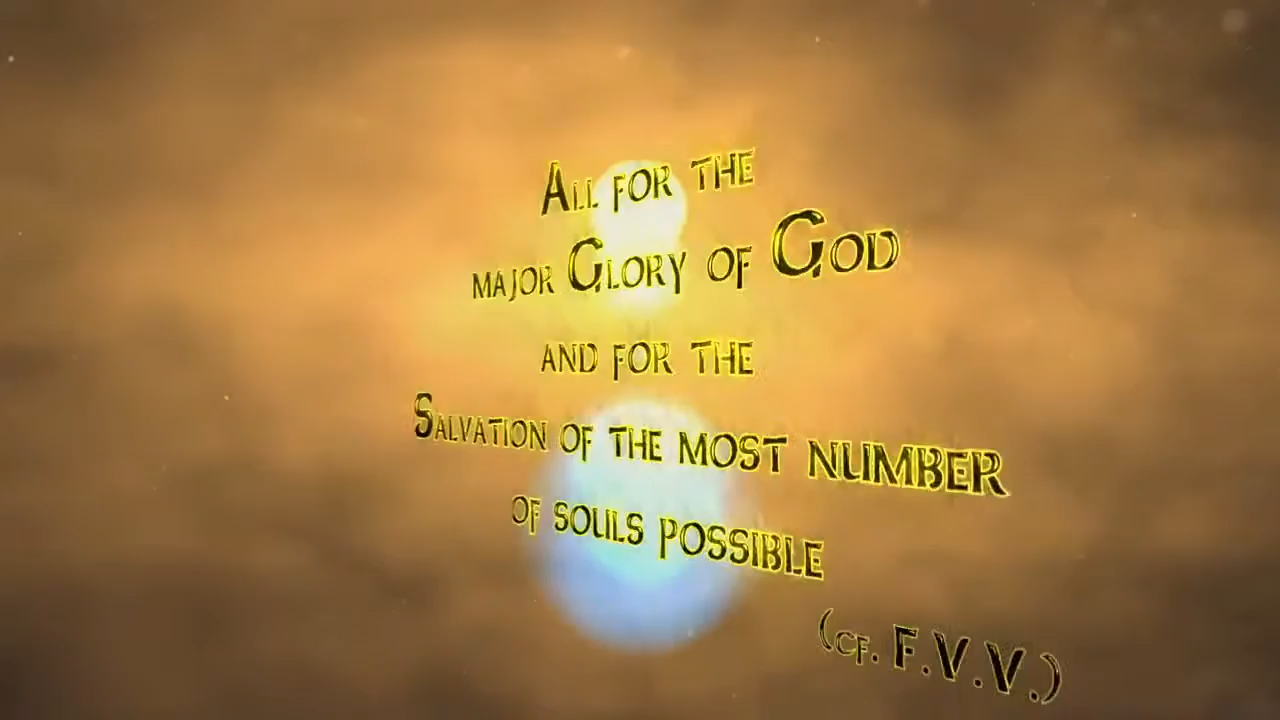 All for the
major Glory of God
and for the
Salvation of the most number
of souls possible
(cf. F.V.V.)